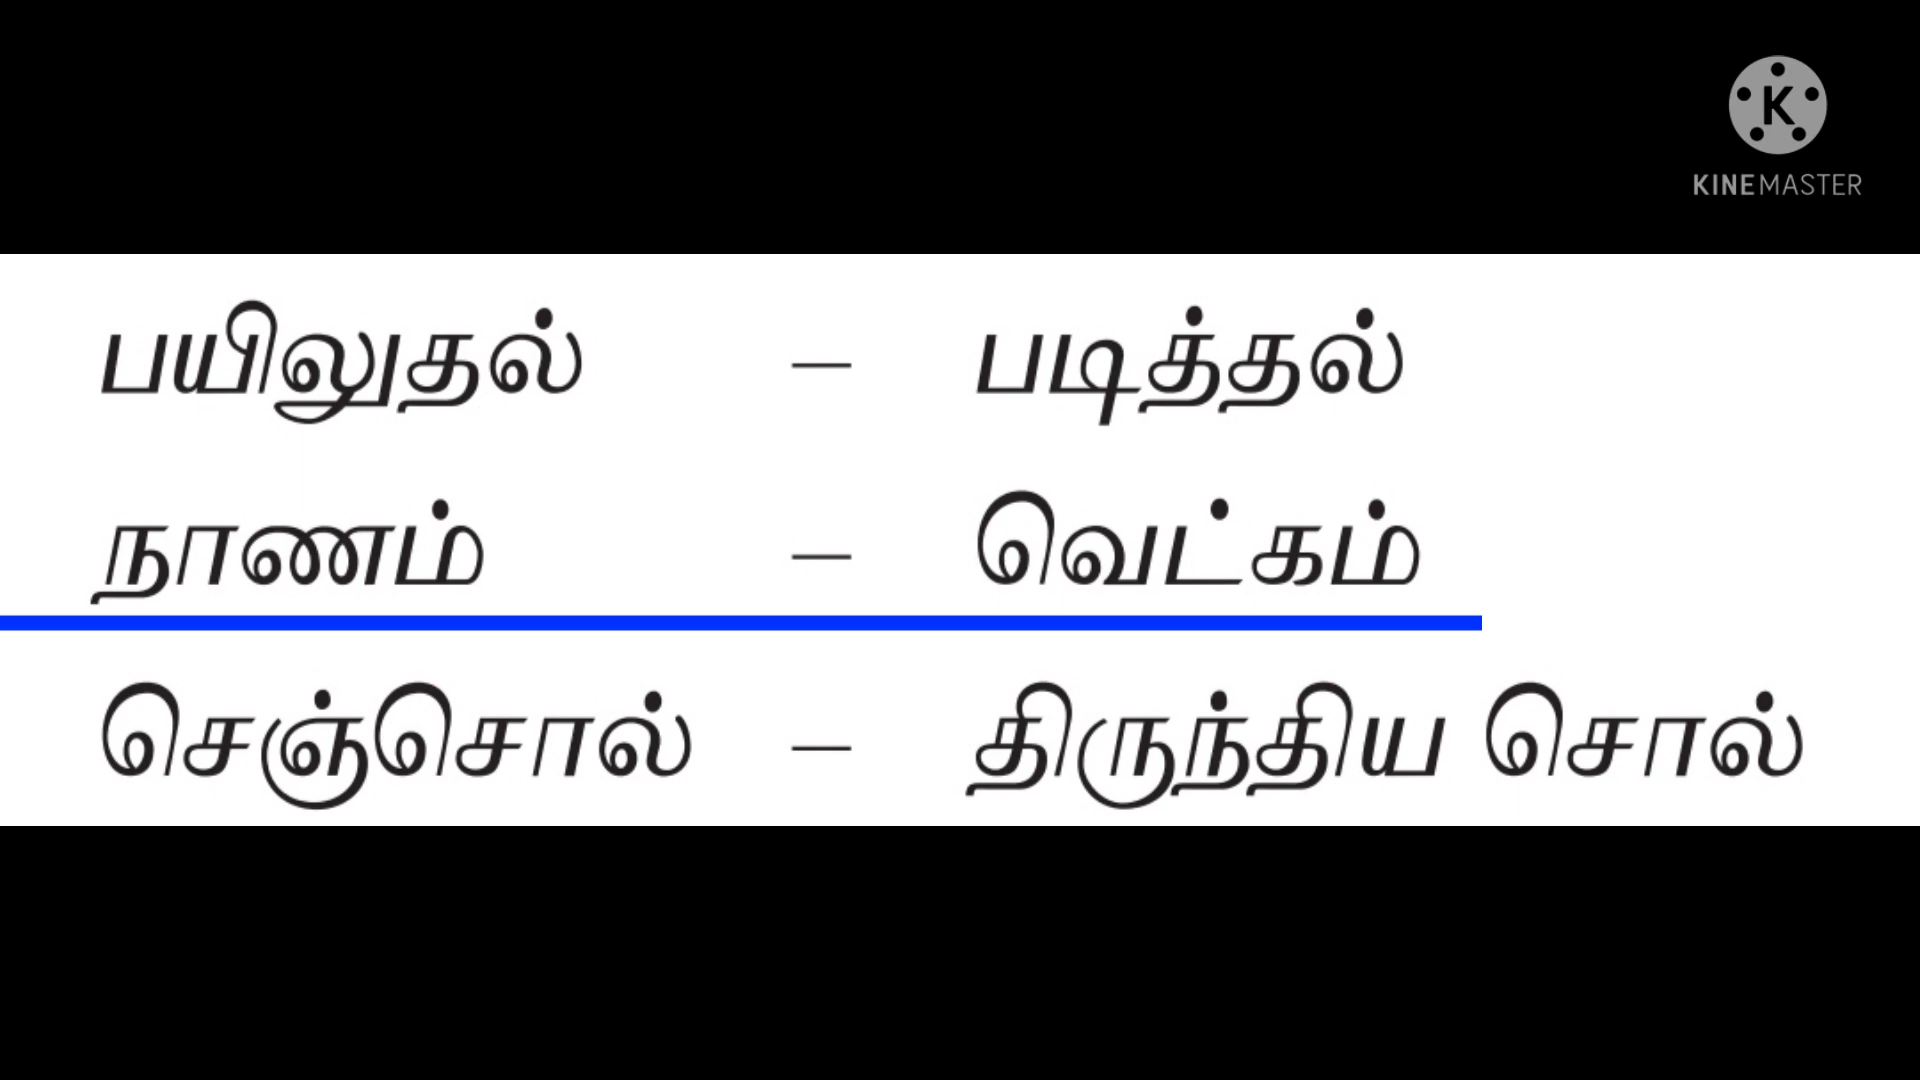 K
KINEMASTER
பயிலுதல் – படித்தல்
நாணம் – வெட்கம்
செஞ்சொல் – திருந்திய சொல்